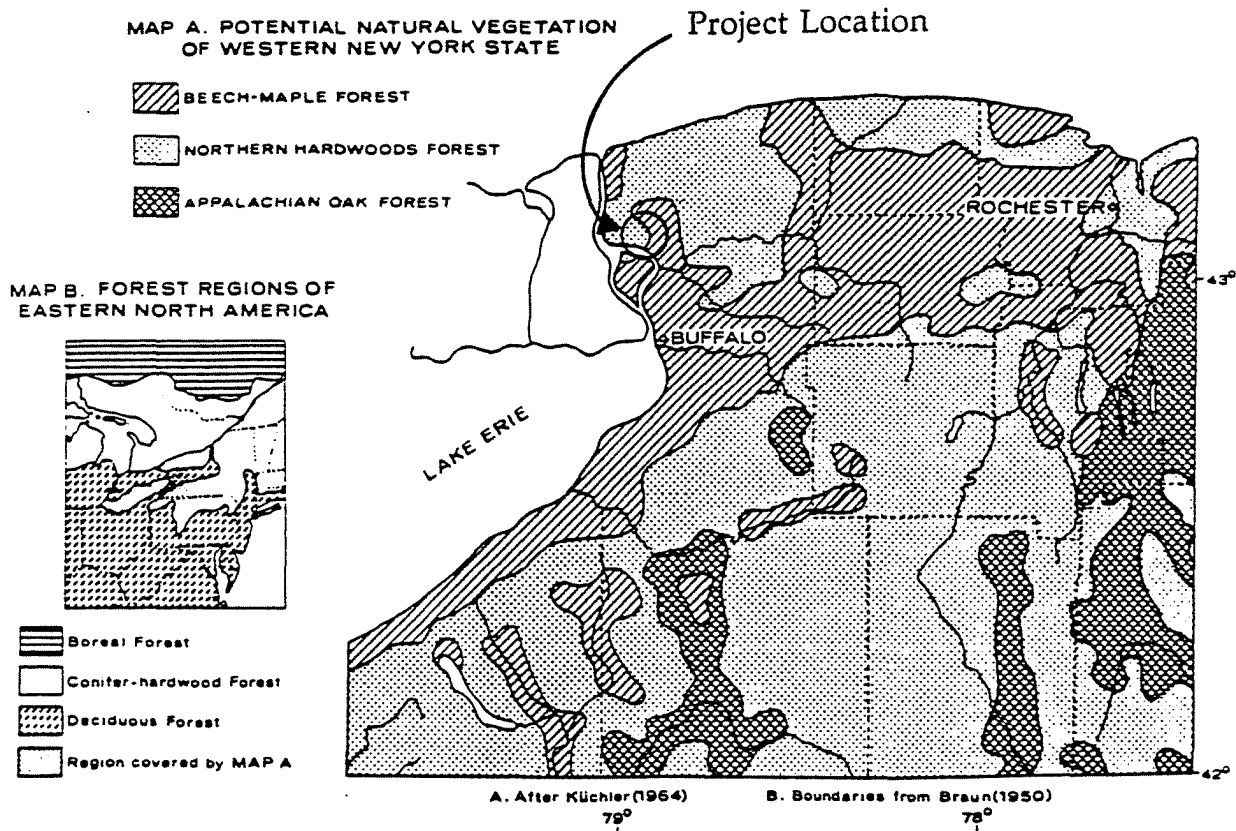 MAP A. POTENTIAL NATURAL VEGETATION
OF WESTERN NEW YORK STATE
BEECH-MAPLE FOREST
NORTHERN HARDWOODS FOREST
APPALACHIAN OAK FOREST
Project Location
ROCHESTER
43°
BUFFALO
LAKE ERIE
MAP B. FOREST REGIONS OF
EASTERN NORTH AMERICA
Boreal Forest
Conifer-hardwood Forest
Deciduous Forest
Region covered by MAP A
42°
A. After Küchler(1964)
B. Boundaries from Braun(1950)
79°
78°